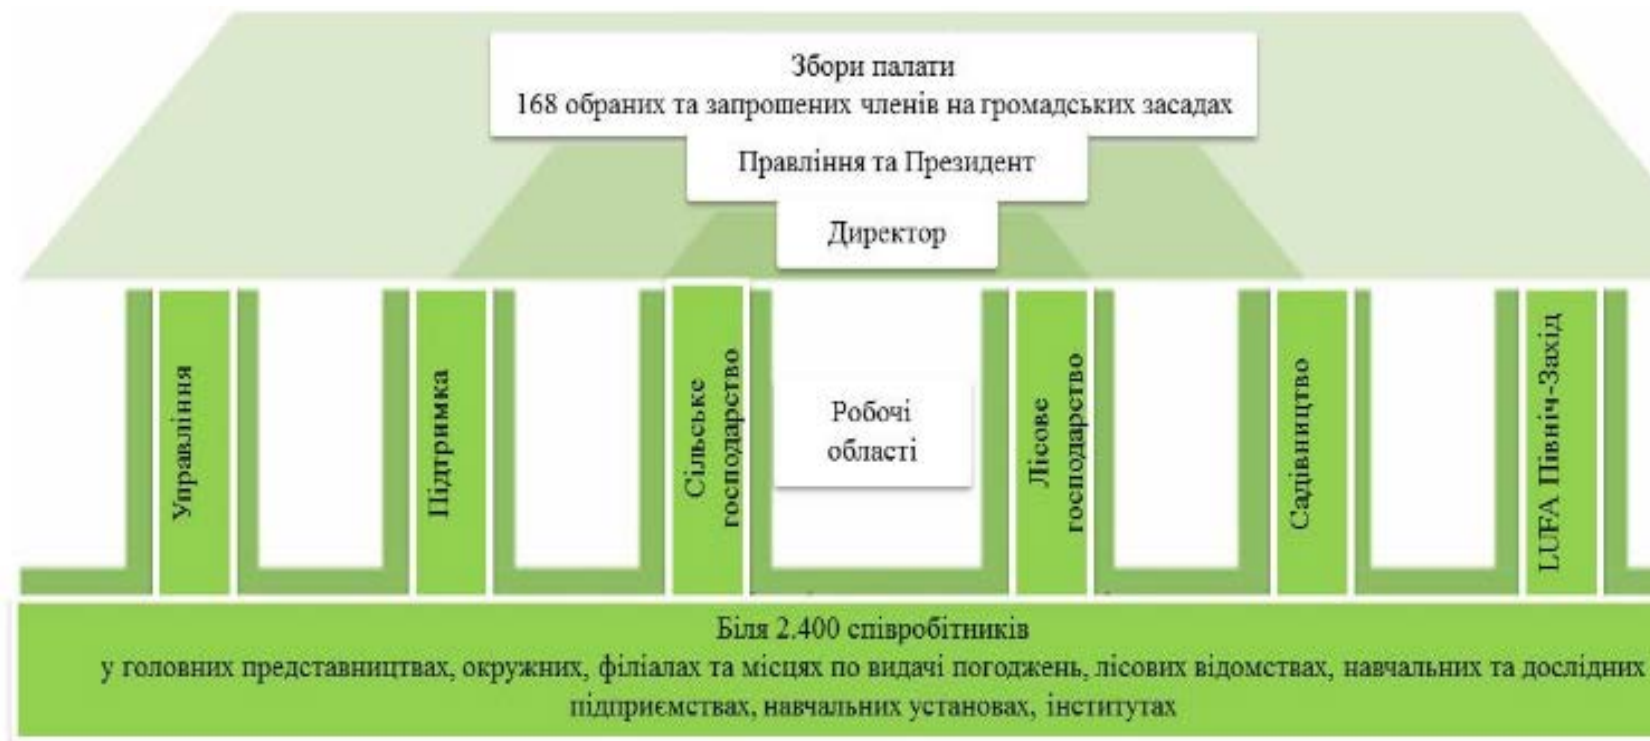 Збори палати
168 обраних та запрошених членів на громадських засадах
Правління та Президент
Директор
Управління
Підтримка
Сільське
господарство
Робочі
області
Лісове
господарство
Садівництво
LUFA Північ-Захід
Біля 2.400 співробітників
у головних представництвах, окружних, філіалах та місцях по видачі погоджень, лісових відомствах, навчальних та дослідних
підприємствах, навчальних установах, інститутах